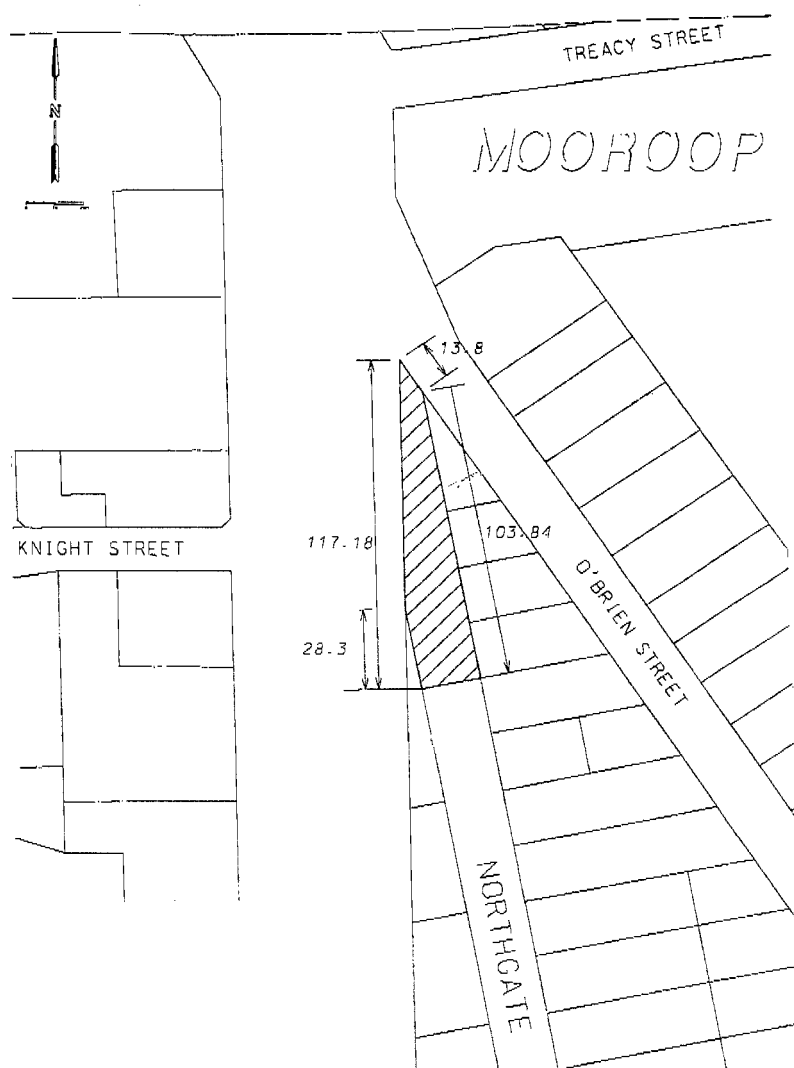 TREACY STREET
N
MOOROOP
13.8
117.18
103.84
KNIGHT STREET
O'BRIEN STREET
28.3
NORTHGATE